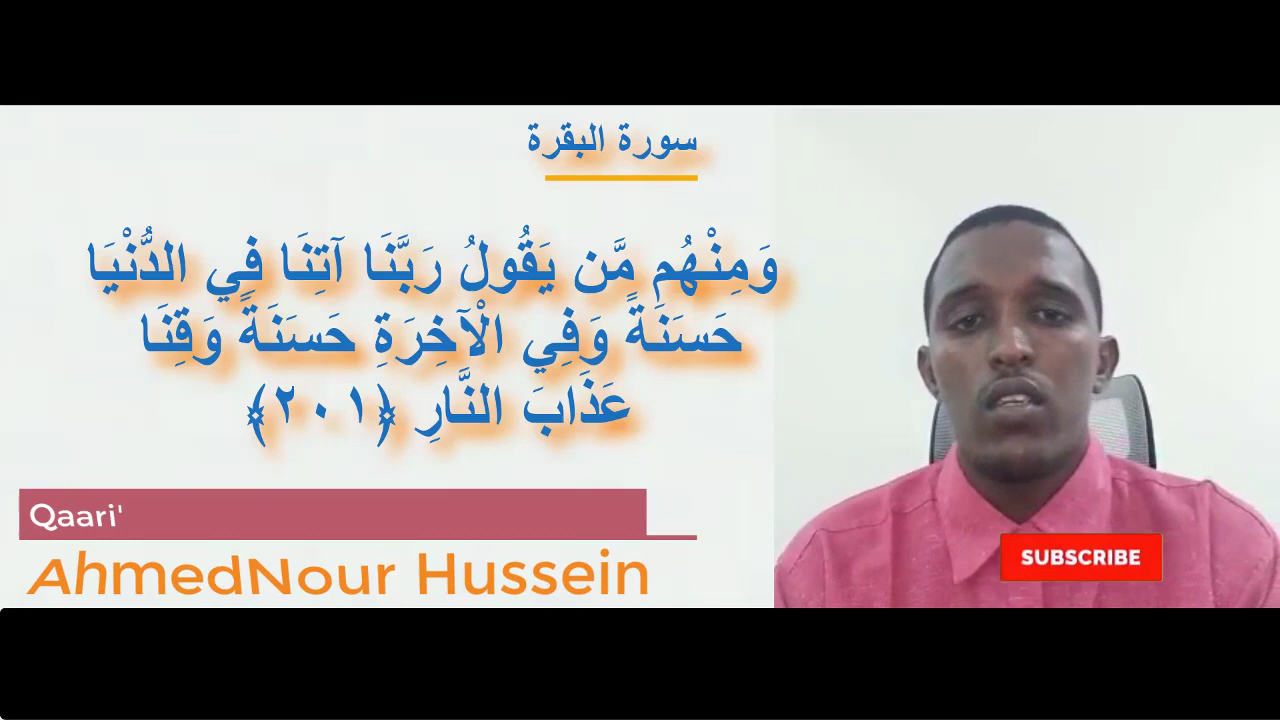 سورة البقرة
وَمِنْهُم مَّن يَقُولُ رَبَّنَا آتِنَا فِي الدُّنْيَا
حَسَنَةً وَفِي الْآخِرَةِ حَسَنَةً وَقِنَا
عَذَابَ النَّارِ ﴿٢٠١﴾
Qaari'
AhmedNour Hussein
SUBSCRIBE